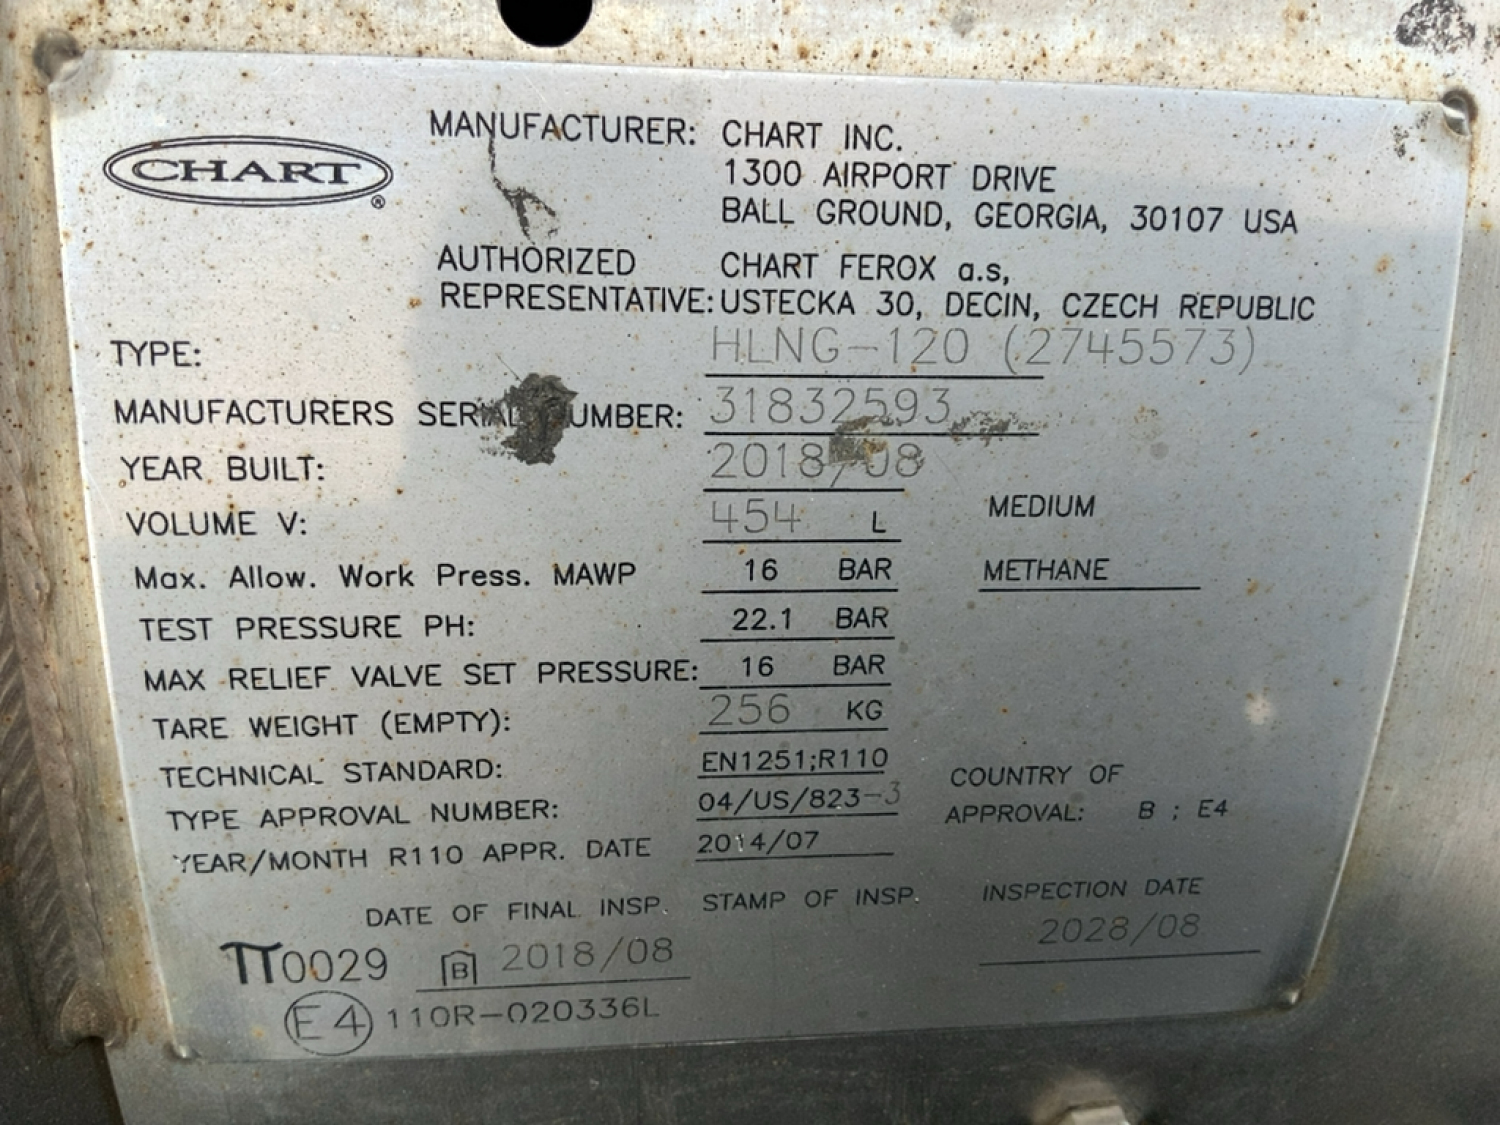 CHART®
MANUFACTURER: CHART INC.
1300 AIRPORT DRIVE
BALL GROUND, GEORGIA, 30107 USA
AUTHORIZED CHART FEROX a.s,
REPRESENTATIVE: USTECKA 30, DECIN, CZECH REPUBLIC
TYPE: HLNG-120 (2745573)
MANUFACTURERS SERIAL NUMBER: 31832593
YEAR BUILT: 2018/08
VOLUME V: 454 L MEDIUM
Max. Allow. Work Press. MAWP 16 BAR METHANE
TEST PRESSURE PH: 22.1 BAR
MAX RELIEF VALVE SET PRESSURE: 16 BAR
TARE WEIGHT (EMPTY): 256 KG
TECHNICAL STANDARD: EN1251;R110 COUNTRY OF
TYPE APPROVAL NUMBER: 04/US/823-3 APPROVAL: B ; E4
YEAR/MONTH R110 APPR. DATE 2014/07
DATE OF FINAL INSP. STAMP OF INSP. INSPECTION DATE
π0029 B 2018/08 2028/08
E4 110R-020336L